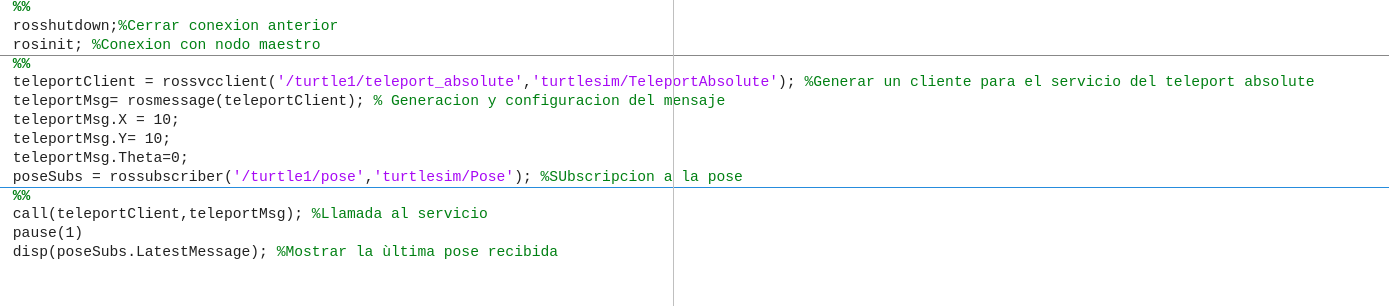 %%
rosshutdown;%Cerrar conexion anterior
rosinit; %Conexion con nodo maestro
%%
teleportClient = rossvcclient('/turtle1/teleport_absolute','turtlesim/TeleportAbsolute'); %Generar un cliente para el servicio del teleport absolute
teleportMsg= rosmessage(teleportClient); % Generacion y configuracion del mensaje
teleportMsg.X = 10;
teleportMsg.Y= 10;
teleportMsg.Theta=0;
poseSubs = rossubscriber('/turtle1/pose','turtlesim/Pose'); %SUbscripcion a la pose
%%
call(teleportClient,teleportMsg); %Llamada al servicio
pause(1)
disp(poseSubs.LatestMessage); %Mostrar la ùltima pose recibida